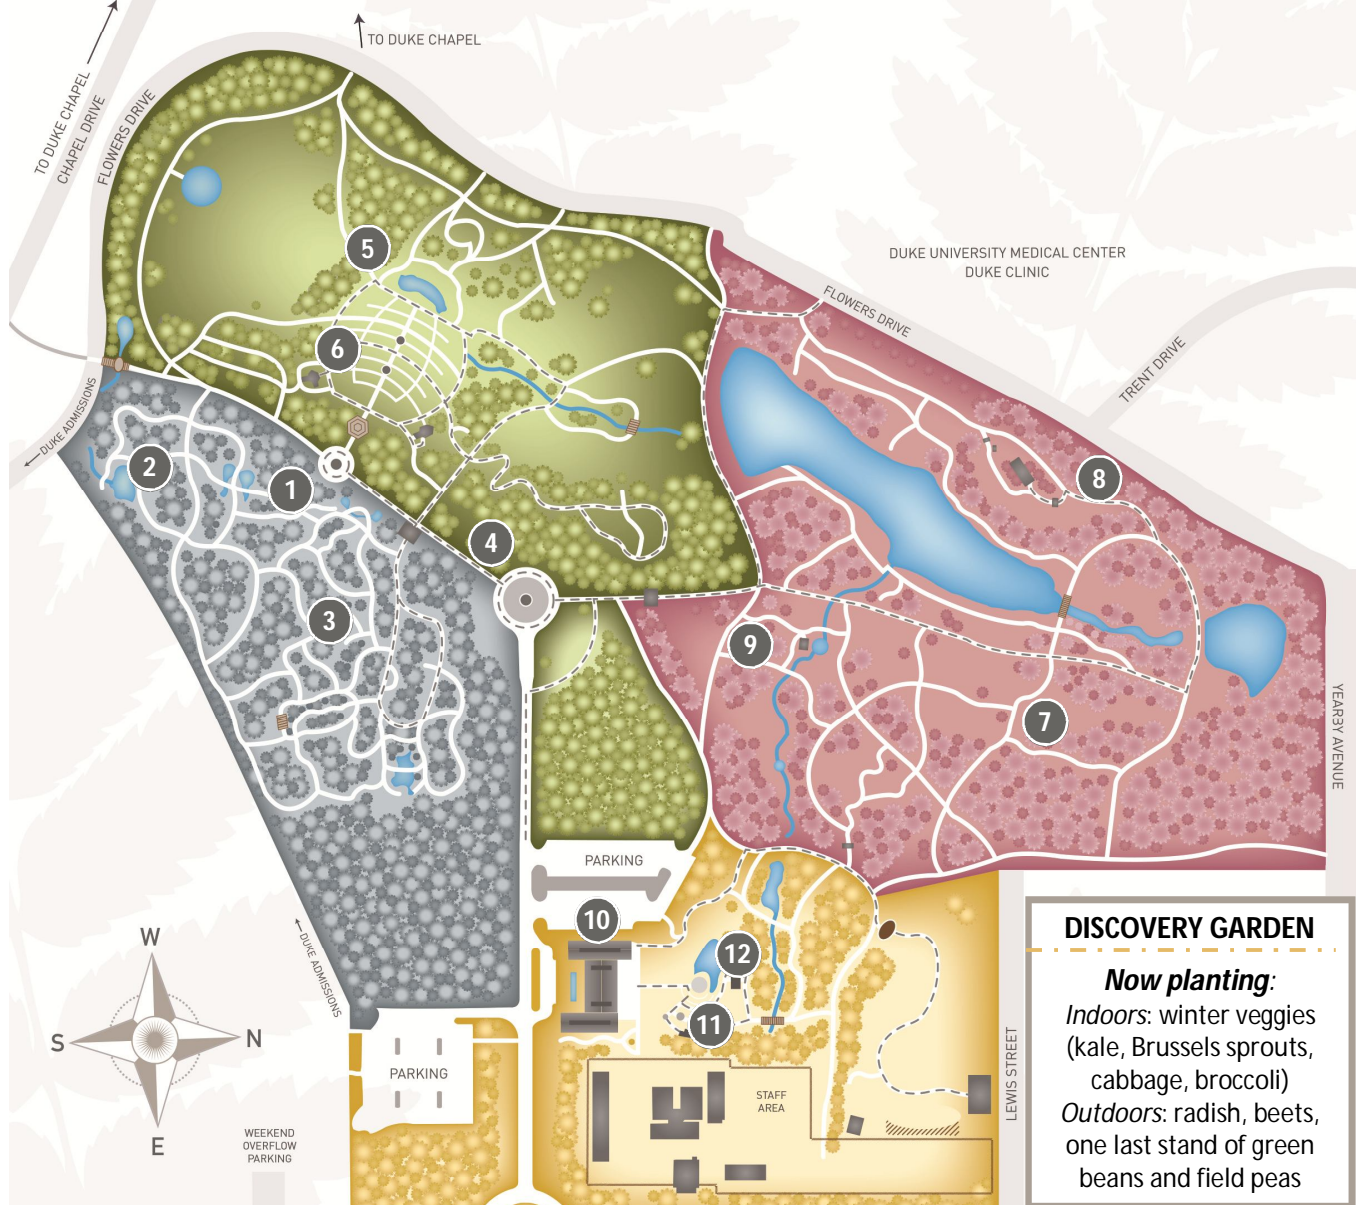 TO DUKE CHAPEL
TO DUKE CHAPEL
CHAPEL DRIVE
FLOWERS DRIVE
DUKE UNIVERSITY MEDICAL CENTER
DUKE CLINIC
FLOWERS DRIVE
TRENT DRIVE
5
6
DUKE ADMISSIONS
2
1
8
4
3
9
7
YEARBY AVENUE
PARKING
10
12
11
DUKE ADMISSIONS
W
S
N
E
PARKING
STAFF
AREA
LEWIS STREET
WEEKEND
OVERFLOW
PARKING
DISCOVERY GARDEN
Now planting:
Indoors: winter veggies
(kale, Brussels sprouts,
cabbage, broccoli)
Outdoors: radish, beets,
one last stand of green
beans and field peas